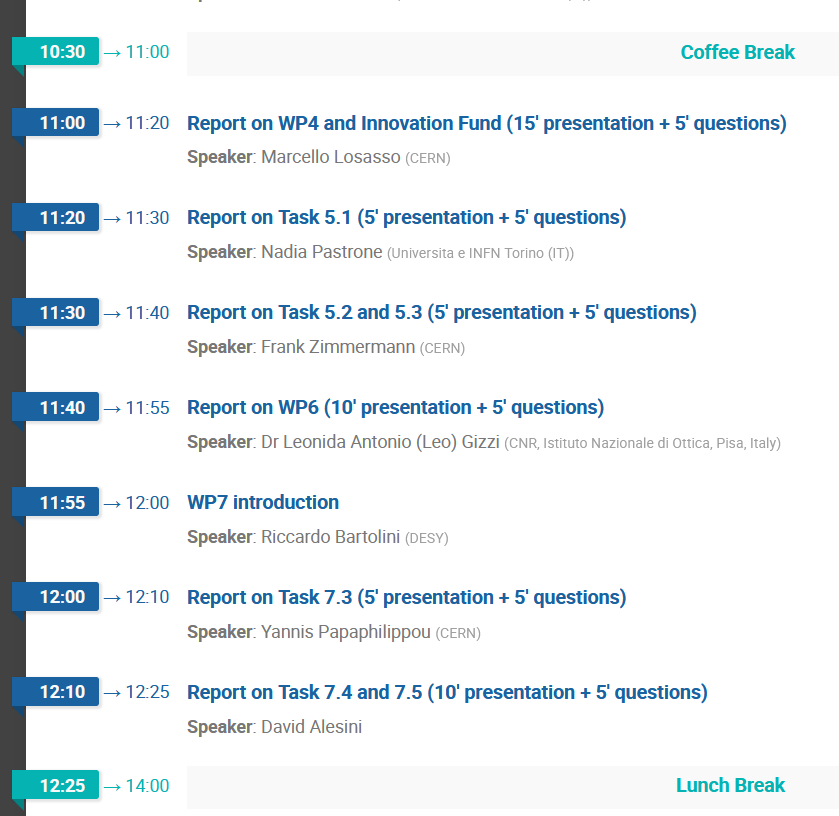 10:30 → 11:00 Coffee Break
11:00 → 11:20 Report on WP4 and Innovation Fund (15' presentation + 5' questions)
Speaker: Marcello Losasso (CERN)
11:20 → 11:30 Report on Task 5.1 (5' presentation + 5' questions)
Speaker: Nadia Pastrone (Universita e INFN Torino (IT))
11:30 → 11:40 Report on Task 5.2 and 5.3 (5' presentation + 5' questions)
Speaker: Frank Zimmermann (CERN)
11:40 → 11:55 Report on WP6 (10' presentation + 5' questions)
Speaker: Dr Leonida Antonio (Leo) Gizzi (CNR, Istituto Nazionale di Ottica, Pisa, Italy)
11:55 → 12:00 WP7 introduction
Speaker: Riccardo Bartolini (DESY)
12:00 → 12:10 Report on Task 7.3 (5' presentation + 5' questions)
Speaker: Yannis Papaphilippou (CERN)
12:10 → 12:25 Report on Task 7.4 and 7.5 (10' presentation + 5' questions)
Speaker: David Alesini
12:25 → 14:00 Lunch Break